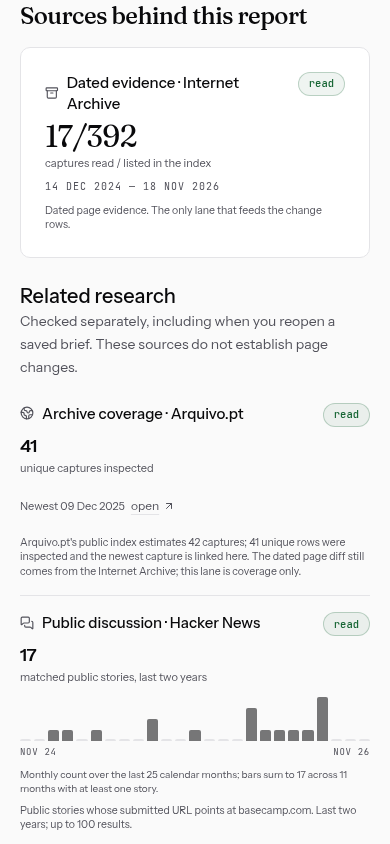 Sources behind this report
Dated evidence · Internet
Archive
read
17/392
captures read / listed in the index
14 DEC 2024 — 18 NOV 2026
Dated page evidence. The only lane that feeds the change
rows.
Related research
Checked separately, including when you reopen a
saved brief. These sources do not establish page
changes.
Archive coverage · Arquivo.pt
read
41
unique captures inspected
Newest 09 Dec 2025 open ↗
Arquivo.pt's public index estimates 42 captures; 41 unique rows were
inspected and the newest capture is linked here. The dated page diff still
comes from the Internet Archive; this lane is coverage only.
Public discussion · Hacker News
read
17
matched public stories, last two years
NOV 24
NOV 26
Monthly count over the last 25 calendar months; bars sum to 17 across 11
months with at least one story.
Public stories whose submitted URL points at basecamp.com. Last two
years; up to 100 results.